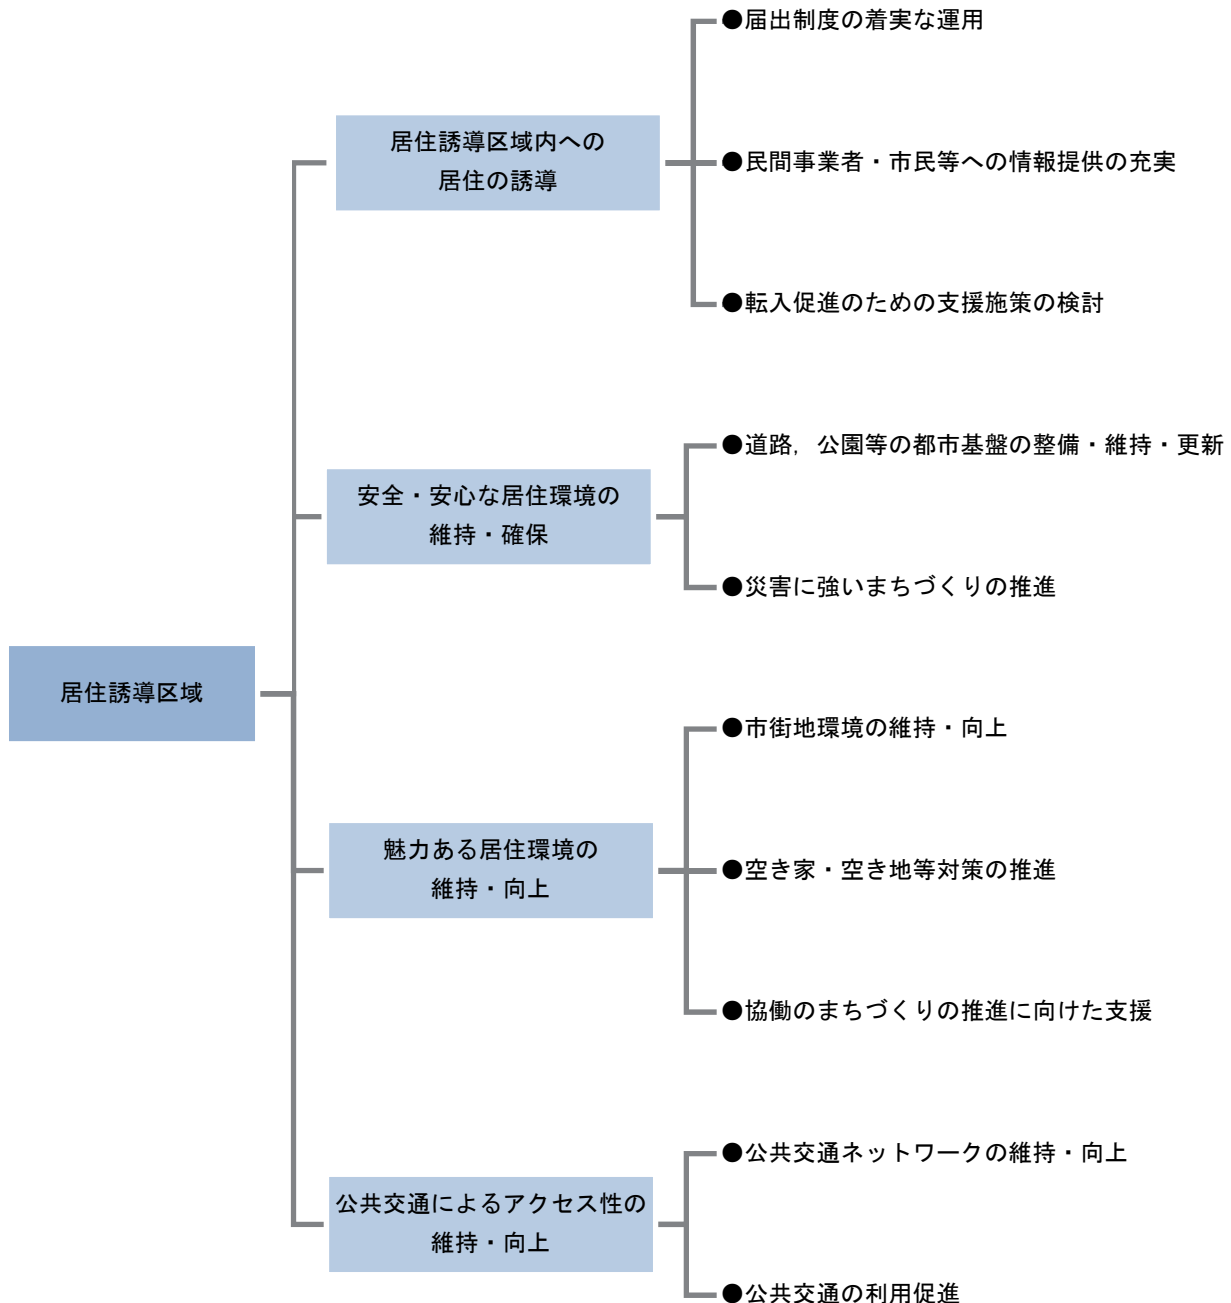 ●届出制度の着実な運用
居住誘導区域内への
居住の誘導
●民間事業者・市民等への情報提供の充実
●転入促進のための支援施策の検討
●道路，公園等の都市基盤の整備・維持・更新
安全・安心な居住環境の
維持・確保
●災害に強いまちづくりの推進
居住誘導区域
●市街地環境の維持・向上
魅力ある居住環境の
維持・向上
●空き家・空き地等対策の推進
●協働のまちづくりの推進に向けた支援
●公共交通ネットワークの維持・向上
公共交通によるアクセス性の
維持・向上
●公共交通の利用促進